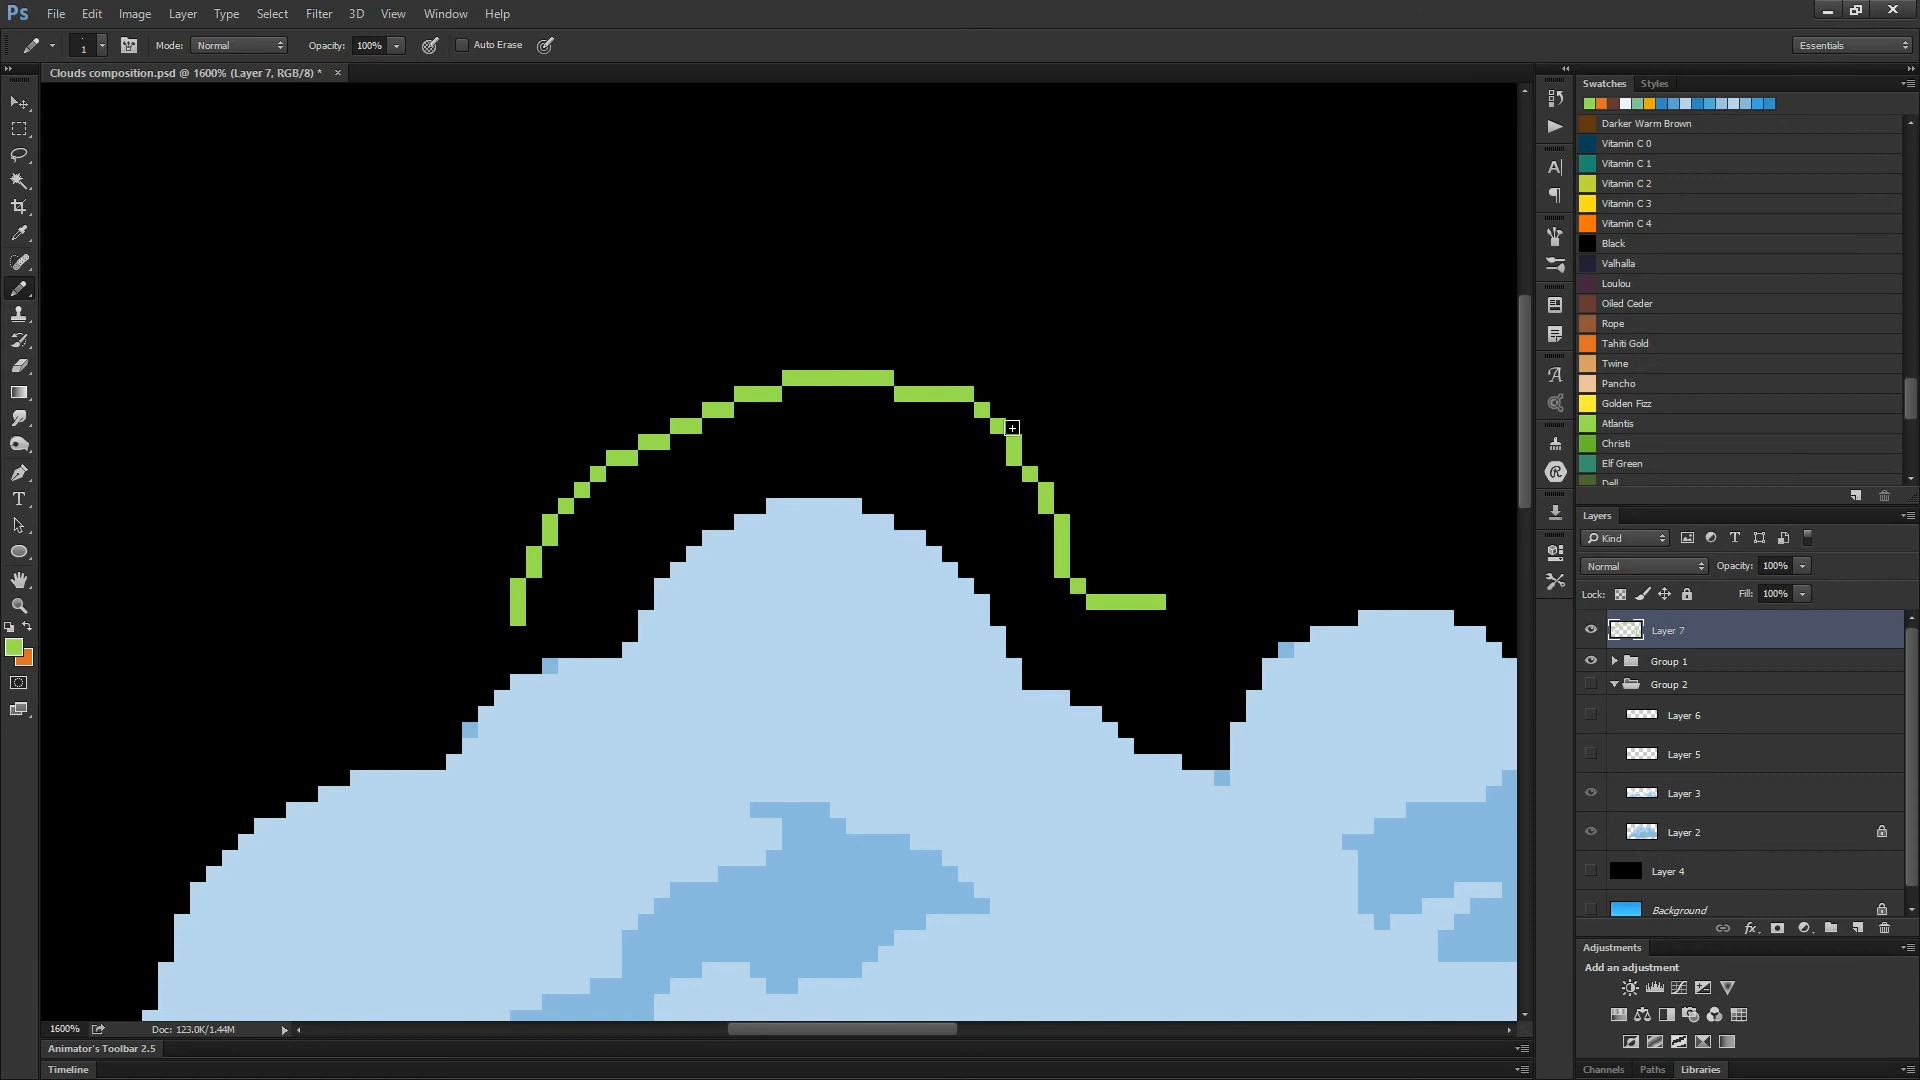 Ps File Edit Image Layer Type Select Filter 3D View Window Help
1 Mode: Normal Opacity: 100% Auto Erase Essentials
Clouds composition.psd @ 1600% (Layer 7, RGB/8) * ×
Swatches Styles
Darker Warm Brown
Vitamin C 0
Vitamin C 1
Vitamin C 2
Vitamin C 3
Vitamin C 4
Black
Valhalla
Loulou
Oiled Ceder
Rope
Tahiti Gold
Twine
Pancho
Golden Fizz
Atlantis
Christi
Elf Green
Dell
Layers
Kind
Normal Opacity: 100%
Lock: Fill: 100%
Layer 7
Group 1
Group 2
Layer 6
Layer 5
Layer 3
Layer 2
Layer 4
Background
fx
Adjustments
Add an adjustment
1600% Doc: 123.0K/1.44M
Animator's Toolbar 2.5
Timeline
Channels Paths Libraries